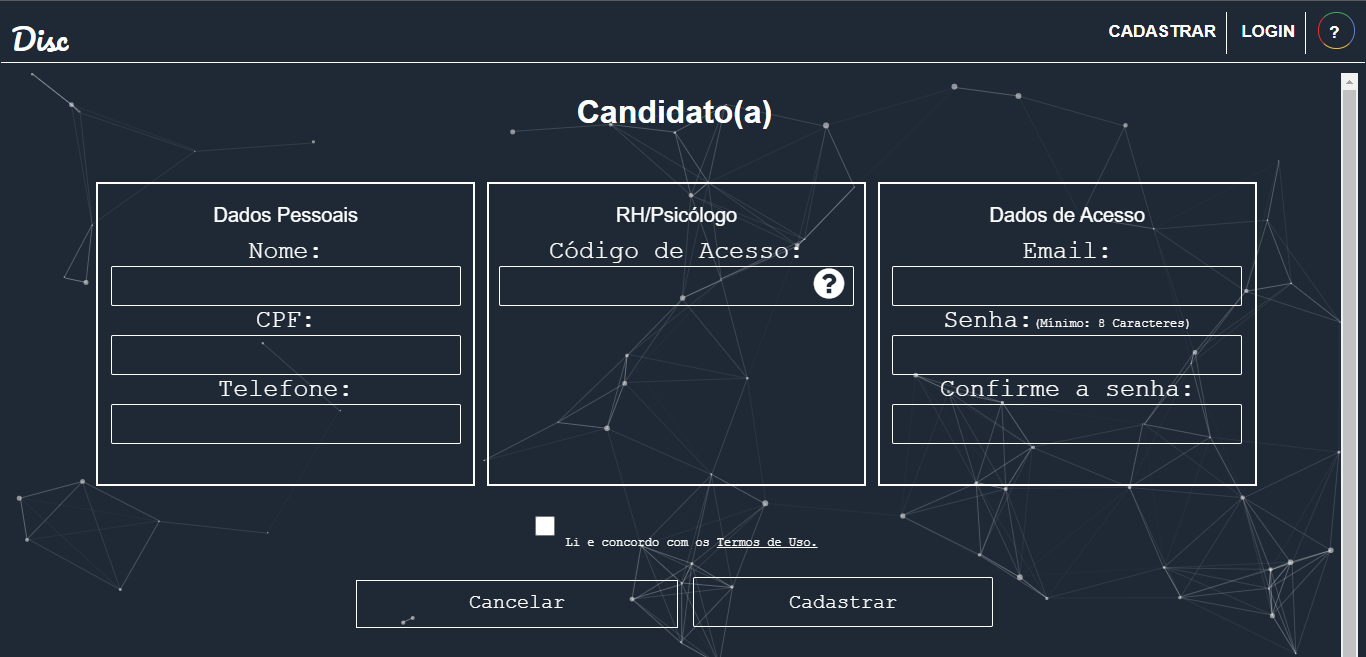 Disc
CADASTRAR
LOGIN
?
Candidato(a)
Dados Pessoais
Nome:
CPF:
Telefone:
RH/Psicólogo
Código de Acesso:
?
Dados de Acesso
Email:
Senha:(Mínimo: 8 Caracteres)
Confirme a senha:
Li e concordo com os Termos de Uso.
Cancelar
Cadastrar